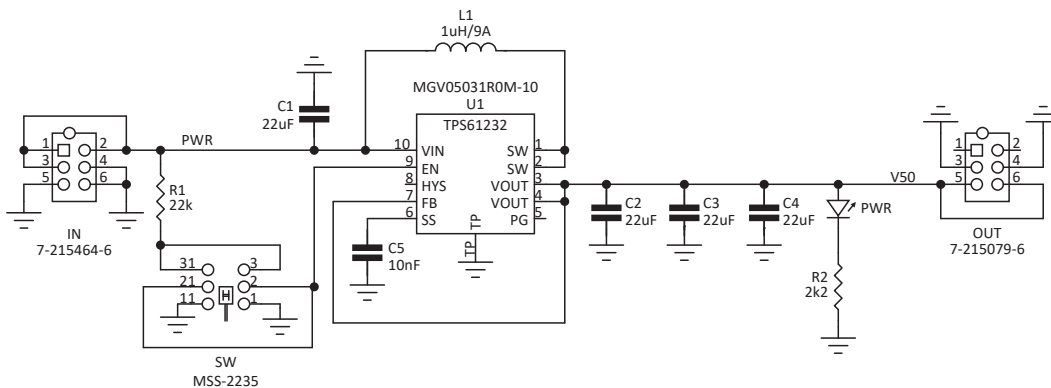 L1
1uH/9A
MGV05031R0M-10
U1
TPS61232
C1
22uF
PWR
1 2
3 4
5 6
IN
7-215464-6
R1
22k
10 VIN SW 1
9 EN SW 2
8 HYS VOUT 3
7 FB VOUT 4
6 SS PG 5
TP
TP
C5
10nF
31 3
21 2
11 1
H
SW
MSS-2235
C2
22uF
C3
22uF
C4
22uF
PWR
R2
2k2
V50
1 2
3 4
5 6
OUT
7-215079-6